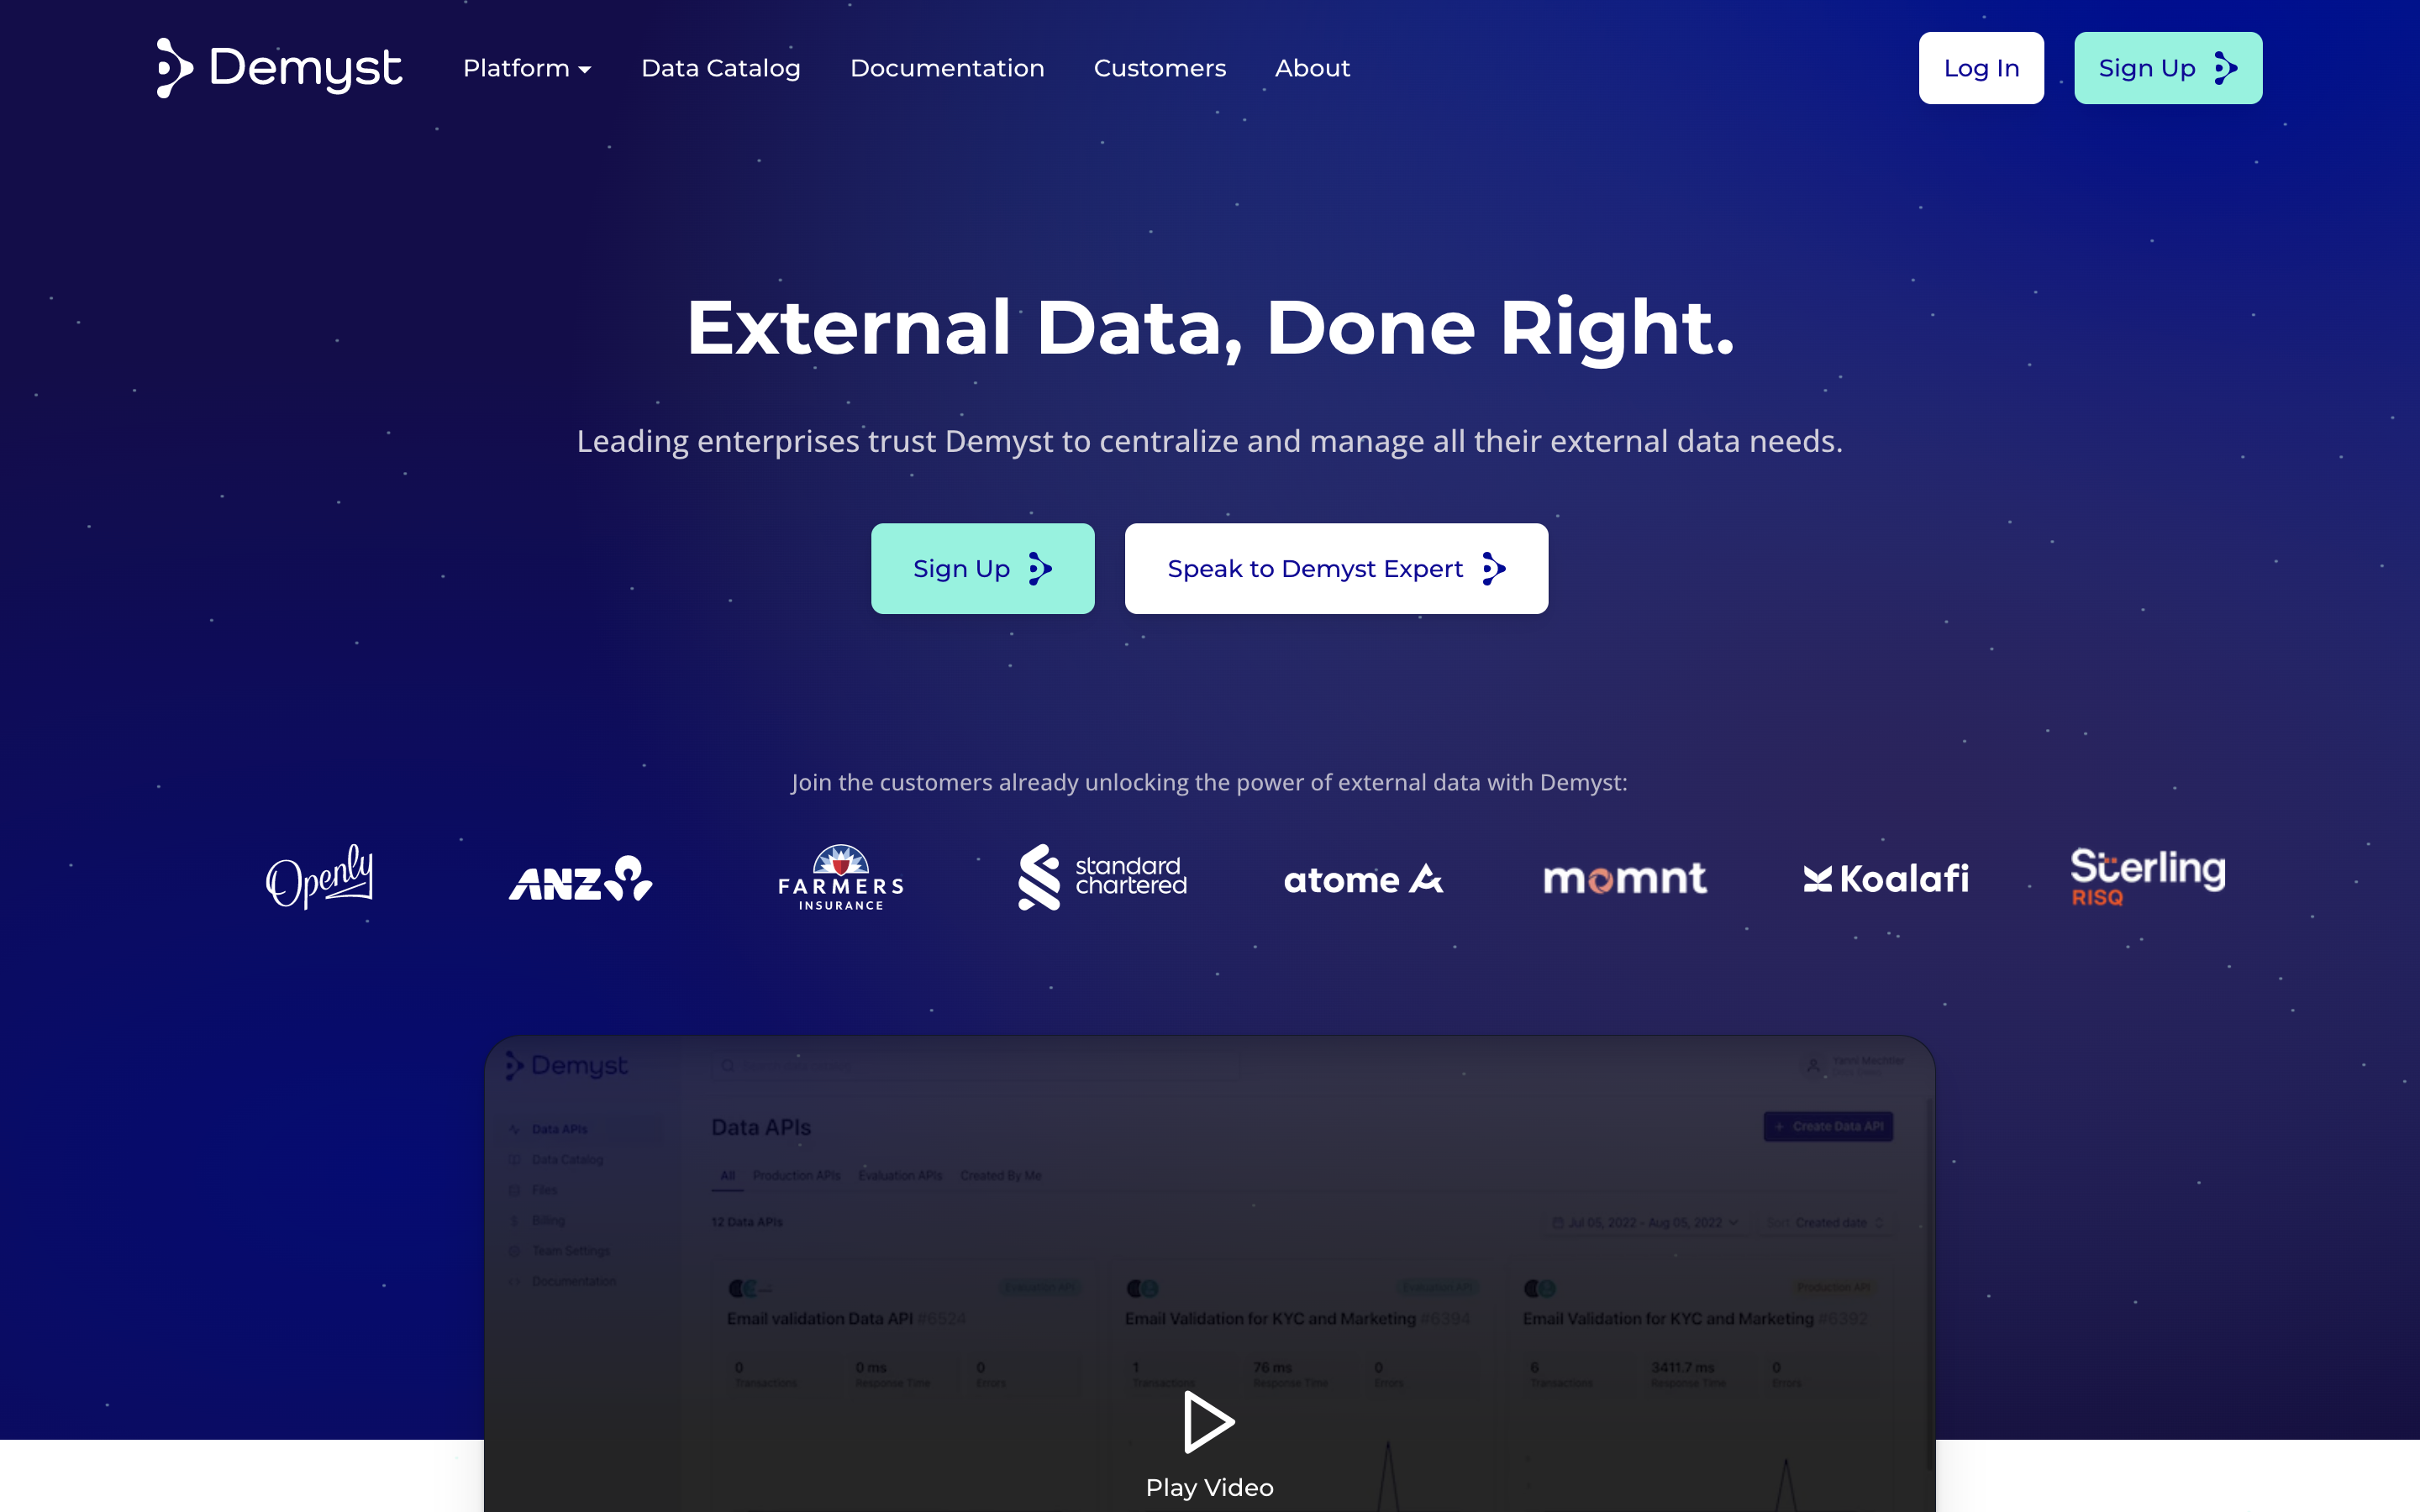 Demyst
Platform
Data Catalog
Documentation
Customers
About
Log In
Sign Up
External Data, Done Right.
Leading enterprises trust Demyst to centralize and manage all their external data needs.
Sign Up
Speak to Demyst Expert
Join the customers already unlocking the power of external data with Demyst:
Openly
ANZ
FARMERS
INSURANCE
standard
chartered
atome
momnt
Koalafi
Sterling
RISQ
Demyst
Data APIs
Data Catalog
Files
Billing
Team Settings
Documentation
Data APIs
+ Create Data API
All
Production APIs
Evaluation APIs
Created By Me
12 Data APIs
Jul 05, 2022 - Aug 05, 2022
Sort: Created date
Evaluation API
Email validation Data API #6524
0
Transactions
0 ms
Response Time
0
Errors
Evaluation API
Email Validation for KYC and Marketing #6394
1
Transactions
76 ms
Response Time
0
Errors
Production API
Email Validation for KYC and Marketing #6392
6
Transactions
3411.7 ms
Response Time
0
Errors
Play Video